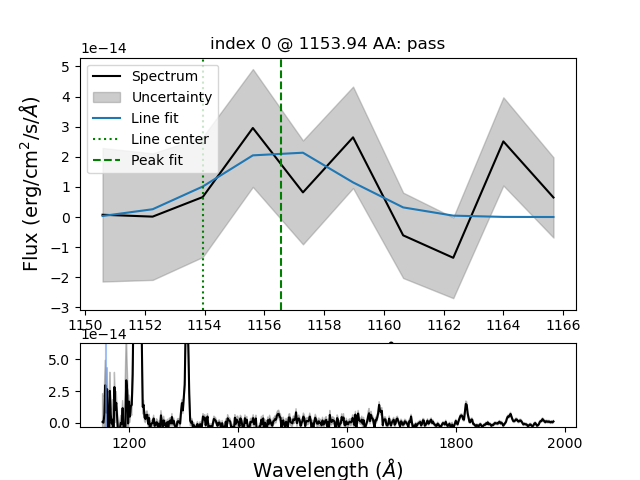 index 0 @ 1153.94 AA: pass
1e−14
Spectrum
Uncertainty
Line fit
Line center
Peak fit
5
4
3
2
1
0
−1
−2
−3
Flux (erg/cm²/s/Å)
1150 1152 1154 1156 1158 1160 1162 1164 1166
1e−14
5.0
2.5
0.0
1200 1400 1600 1800 2000
Wavelength (Å)